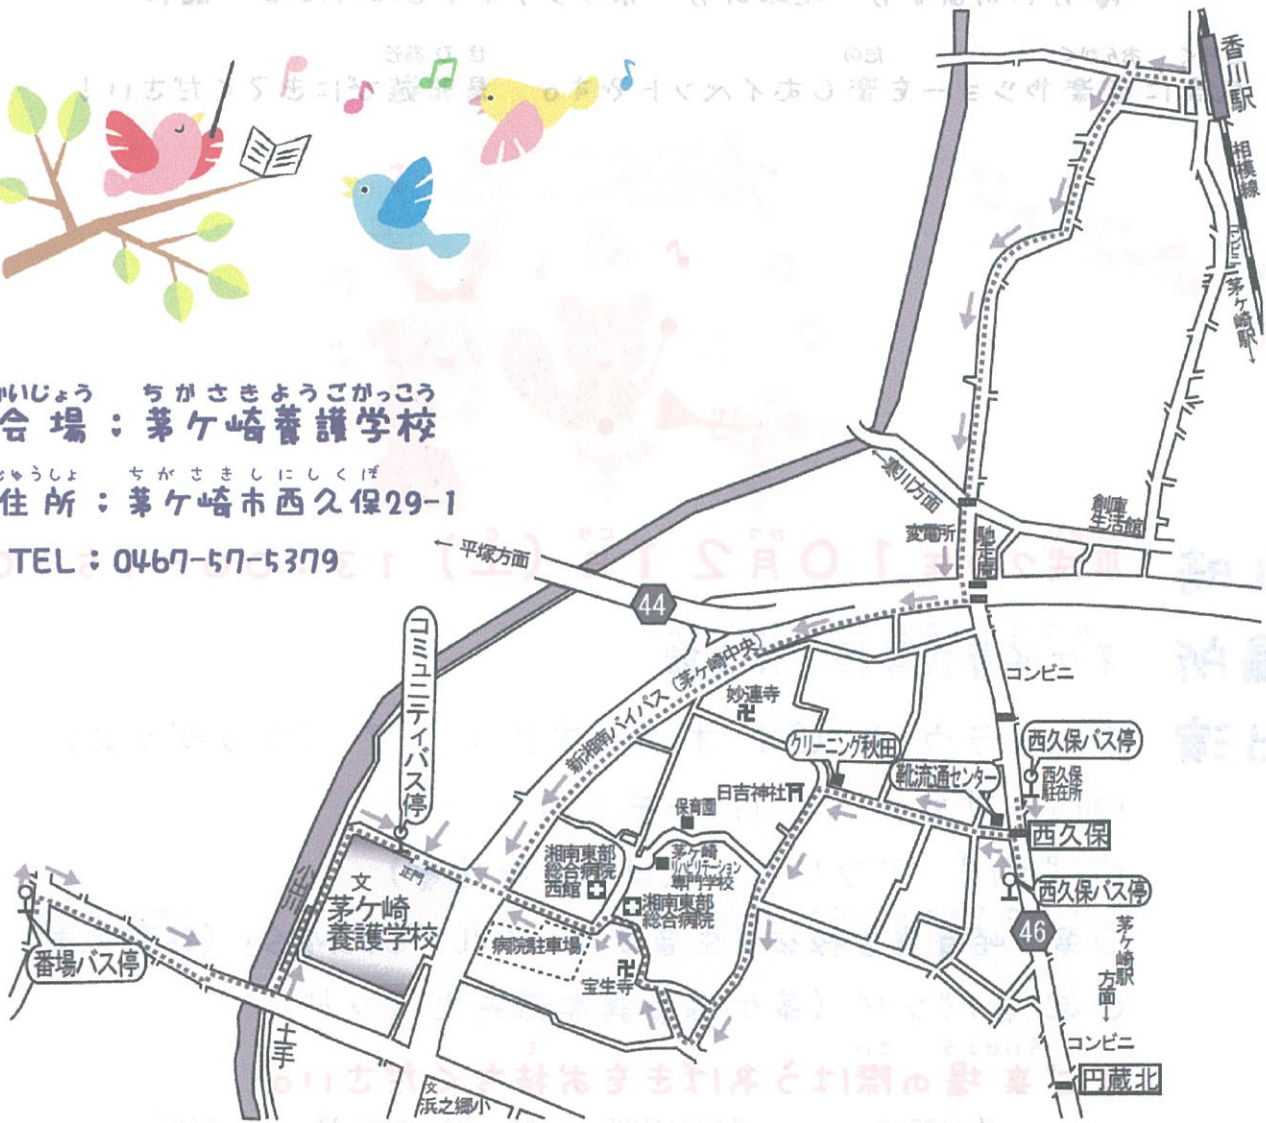 香川駅
相模線
コンビニ
茅ケ崎駅→
かいじょう ちがさきようごがっこう
会場：茅ケ崎養護学校
じゅうしょ ちがさきしにしくぼ
住所：茅ケ崎市西久保29-1
TEL：0467-57-5379
←寒川方面
創庫
生活館
変電所
馳走庵
← 平塚方面
44
新湘南バイパス（茅ケ崎中央）
コミュニティバス停
妙連寺
コンビニ
クリーニング秋田
西久保バス停
西久保
駐在所
靴流通センター
日吉神社
保育園
西久保
湘南東部
総合病院
西館
茅ケ崎
リハビリテーション
専門学校
湘南東部
総合病院
西久保バス停
46
茅ケ崎駅
方面→
正門
文
茅ケ崎
養護学校
病院駐車場
宝生寺
小出川
番場バス停
土手
コンビニ
円蔵北
文
浜之郷小